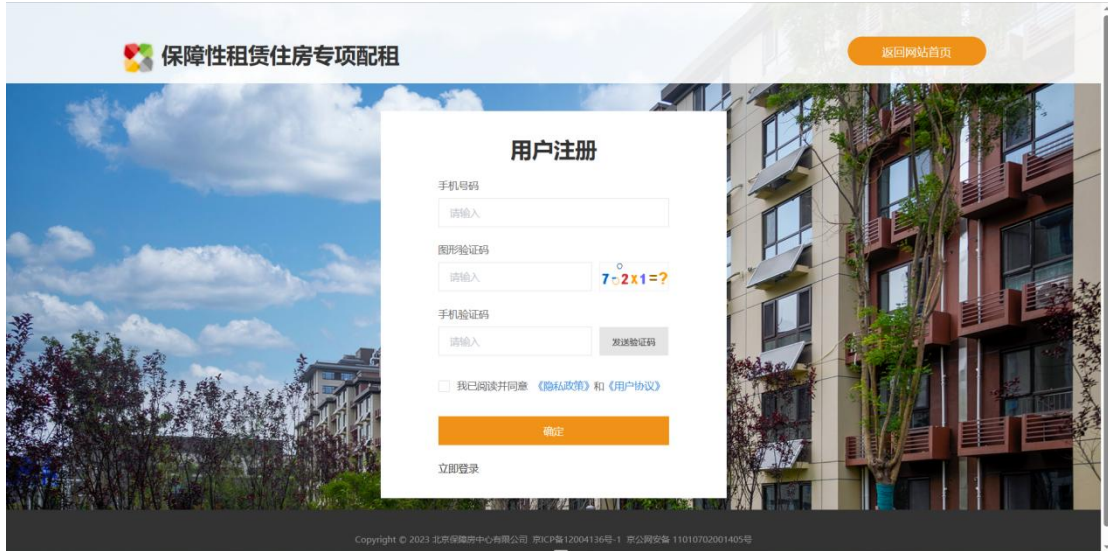 保障性租赁住房专项配租
返回网站首页
用户注册
手机号码
请输入
图形验证码
请输入
7-2x1=?
手机验证码
请输入 发送验证码
我已阅读并同意 《隐私政策》和《用户协议》
确定
立即登录
Copyright © 2023 北京保障房中心有限公司 京ICP备12004136号-1 京公网安备 11010702001405号